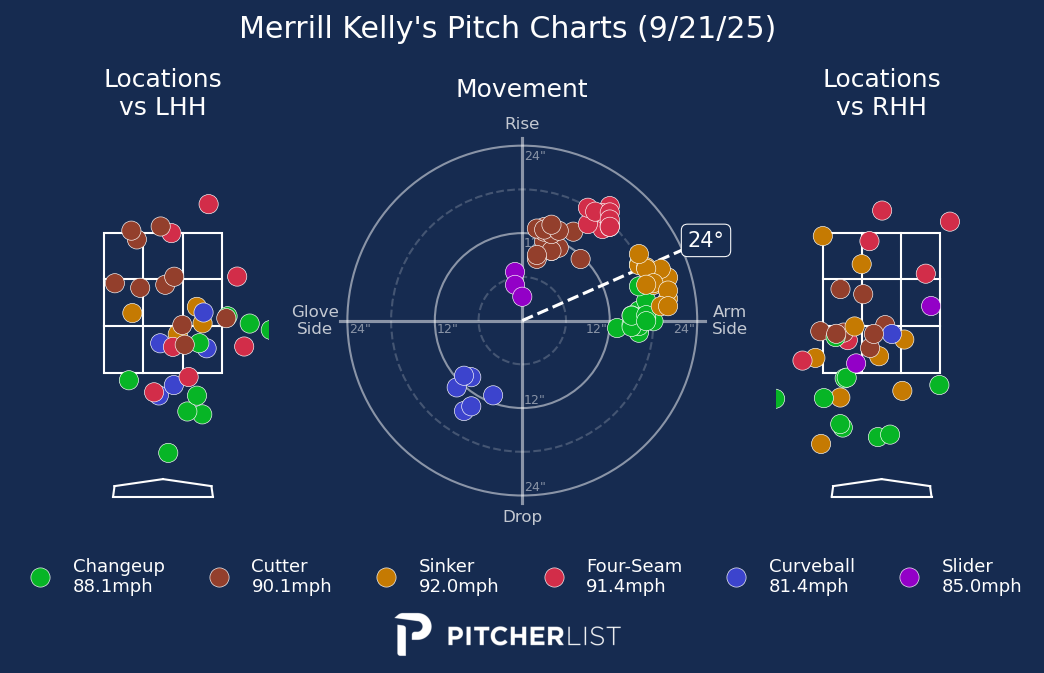 Merrill Kelly's Pitch Charts (9/21/25)
Locations
vs LHH
Movement
Locations
vs RHH
Rise
24"
24°
Glove
Side
24"
12"
12"
24"
Arm
Side
12"
24"
Drop
Changeup
88.1mph
Cutter
90.1mph
Sinker
92.0mph
Four-Seam
91.4mph
Curveball
81.4mph
Slider
85.0mph
PITCHERLIST